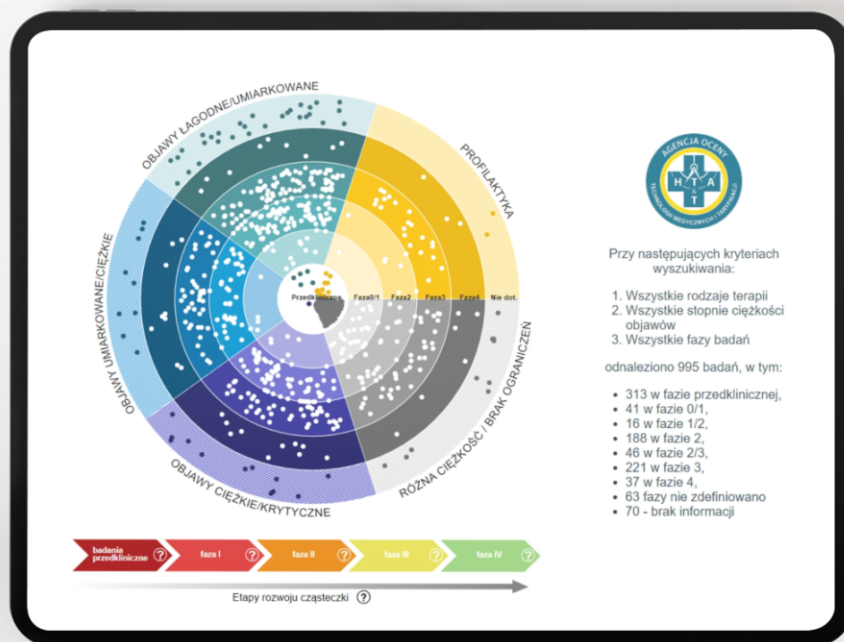 OBJAWY ŁAGODNE/UMIARKOWANE
PROFILAKTYKA
OBJAWY UMIARKOWANE/CIĘŻKIE
Przedkliniczne Faza0/1 Faza2 Faza3 Faza4 Nie dot.
OBJAWY CIĘŻKIE/KRYTYCZNE
RÓŻNA CIĘŻKOŚĆ / BRAK OGRANICZEŃ
AGENCJA OCENY
H T A
&
T
TECHNOLOGII MEDYCZNYCH I TARYFIKACJI
Przy następujących kryteriach
wyszukiwania:
1. Wszystkie rodzaje terapii
2. Wszystkie stopnie ciężkości
objawów
3. Wszystkie fazy badań
odnaleziono 995 badań, w tym:
• 313 w fazie przedklinicznej,
• 41 w fazie 0/1,
• 16 w fazie 1/2,
• 188 w fazie 2,
• 46 w fazie 2/3,
• 221 w fazie 3,
• 37 w fazie 4,
• 63 fazy nie zdefiniowano
• 70 - brak informacji
badania
przedkliniczne ?
faza I ?
faza II ?
faza III ?
faza IV ?
Etapy rozwoju cząsteczki ?